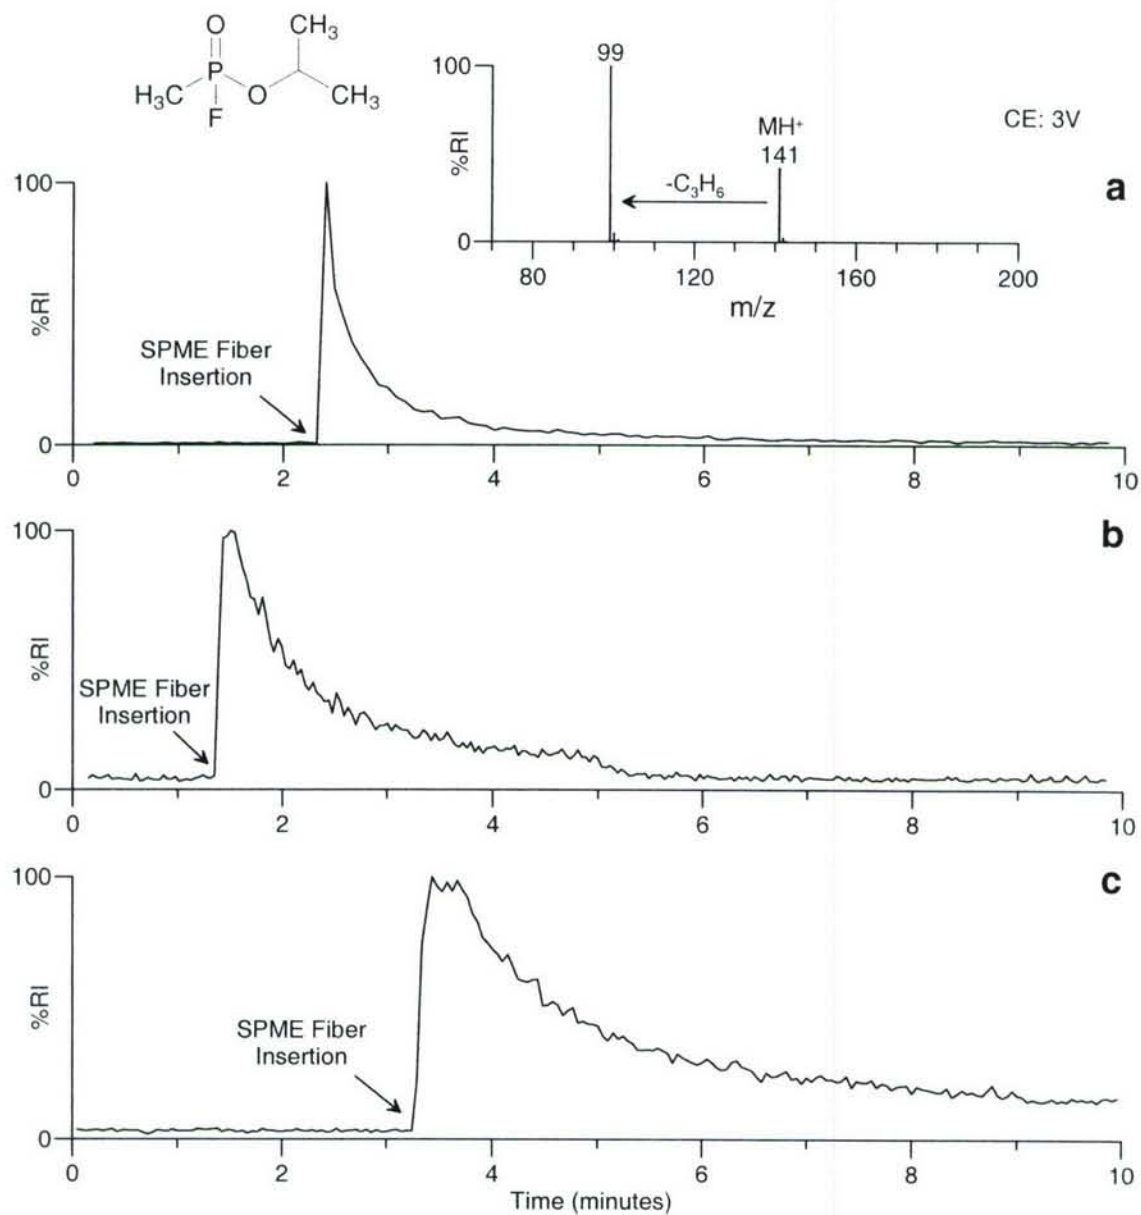 O
CH3
H3C
P
O
CH3
F
99
100
MH+
141
CE: 3V
%RI
-C3H6
0
80
120
160
200
m/z
a
100
%RI
SPME Fiber
Insertion
0
0
2
4
6
8
10
100
b
%RI
SPME Fiber
Insertion
0
0
2
4
6
8
10
100
c
%RI
SPME Fiber
Insertion
0
0
2
4
6
8
10
Time (minutes)